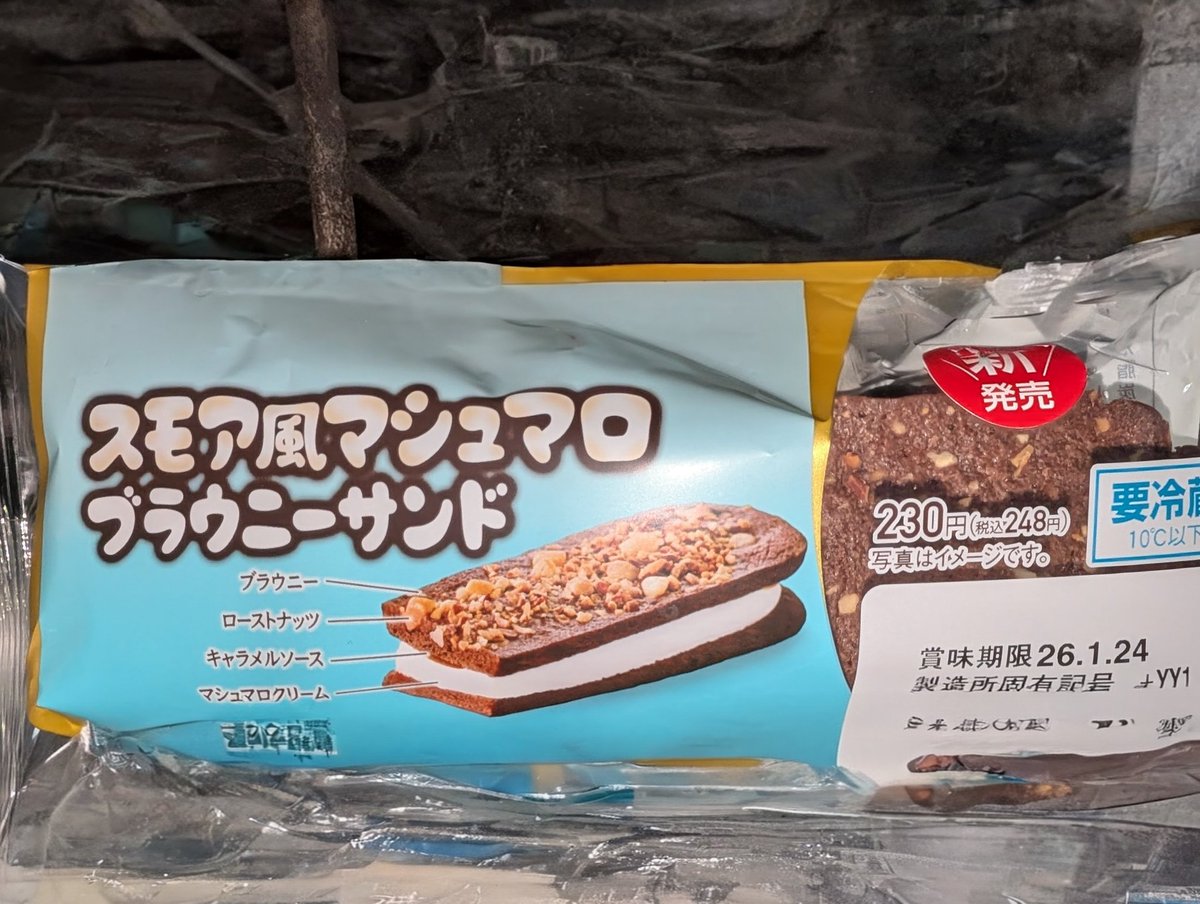 スモア風マシュマロ
ブラウニーサンド
ブラウニー
ローストナッツ
キャラメルソース
マシュマロクリーム
新
発売
230円(税込248円)
写真はイメージです。
要冷蔵
10℃以下
賞味期限 26.1.24
製造所固有記号 +YY1